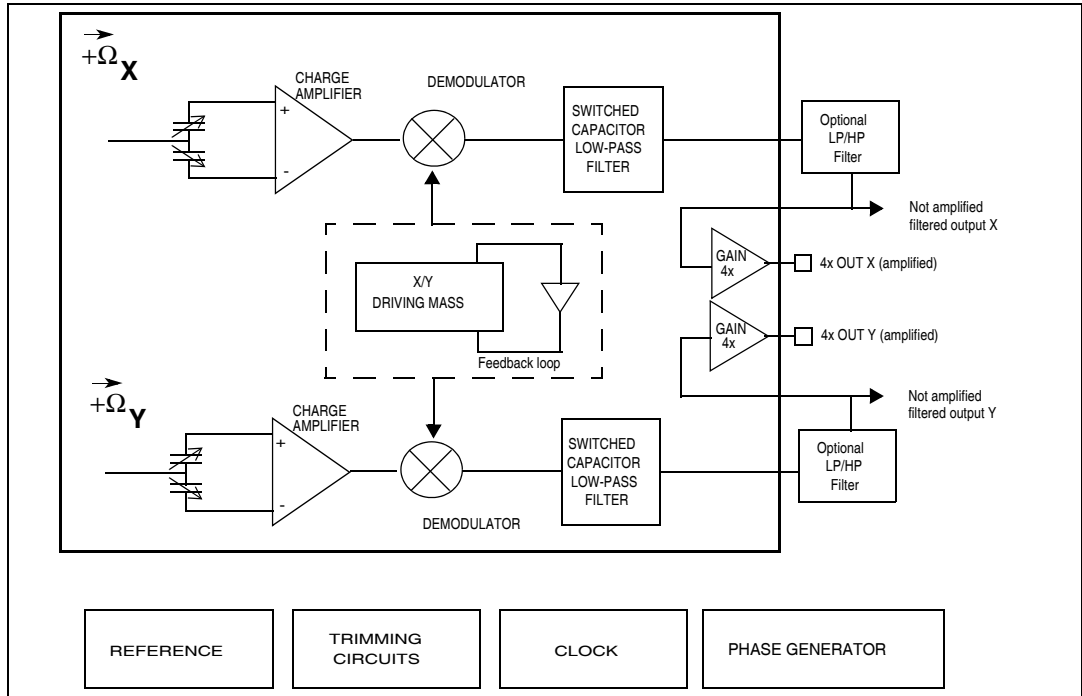 +Ω X
CHARGE
AMPLIFIER
+
-
DEMODULATOR
SWITCHED
CAPACITOR
LOW-PASS
FILTER
Optional
LP/HP
Filter
Not amplified
filtered output X
GAIN
4x
4x OUT X (amplified)
X/Y
DRIVING MASS
Feedback loop
GAIN
4x
4x OUT Y (amplified)
Not amplified
filtered output Y
+Ω Y
CHARGE
AMPLIFIER
+
-
DEMODULATOR
SWITCHED
CAPACITOR
LOW-PASS
FILTER
Optional
LP/HP
Filter
REFERENCE
TRIMMING
CIRCUITS
CLOCK
PHASE GENERATOR